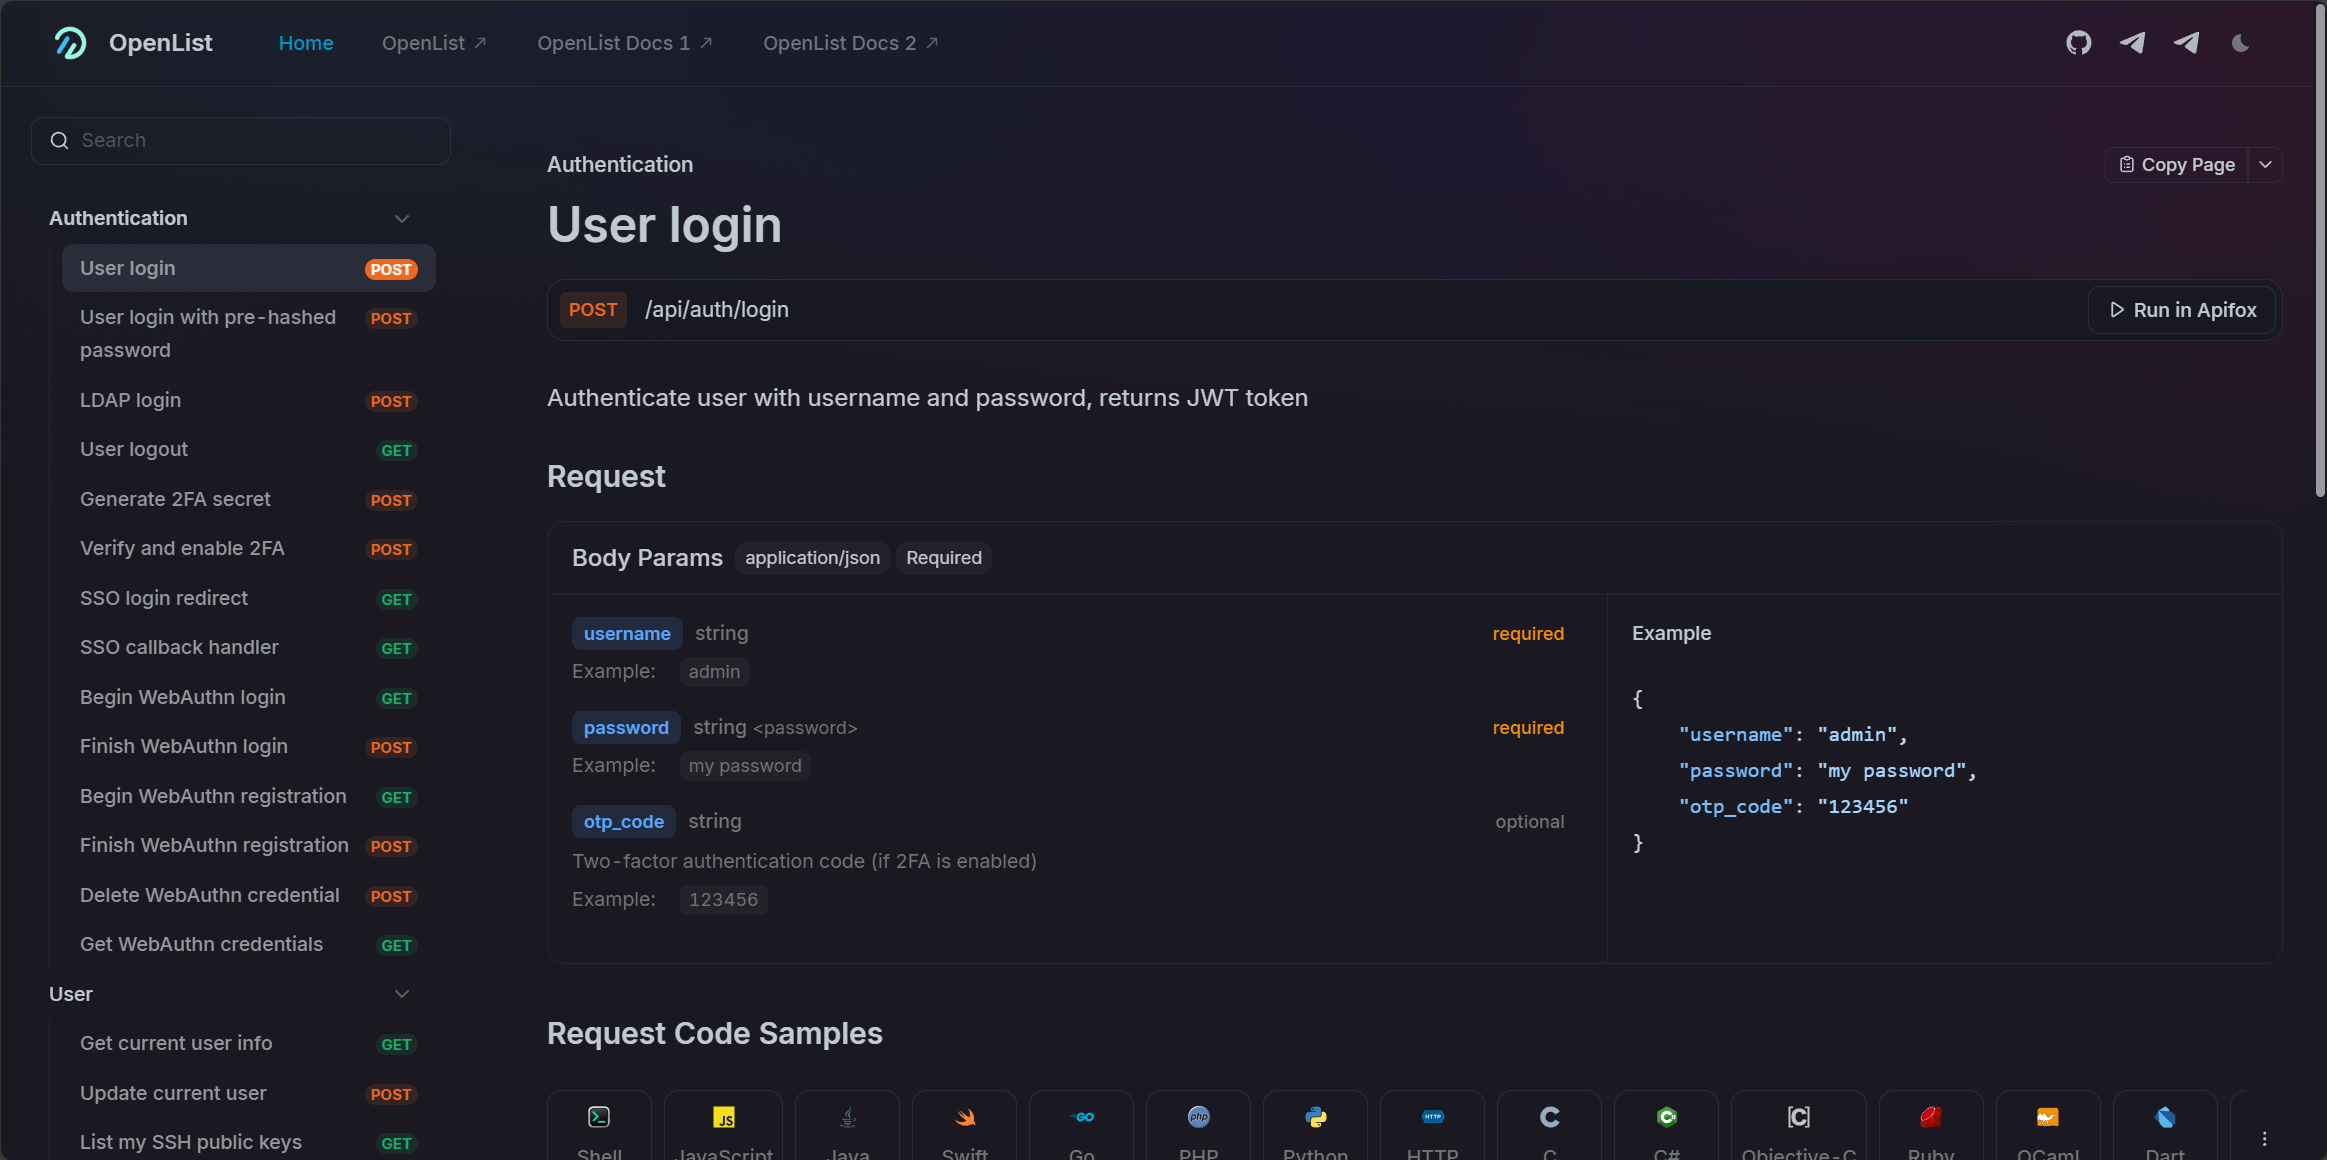 OpenList
Home
OpenList ↗
OpenList Docs 1 ↗
OpenList Docs 2 ↗
Search
Authentication
User login POST
User login with pre-hashed
password POST
LDAP login POST
User logout GET
Generate 2FA secret POST
Verify and enable 2FA POST
SSO login redirect GET
SSO callback handler GET
Begin WebAuthn login GET
Finish WebAuthn login POST
Begin WebAuthn registration GET
Finish WebAuthn registration POST
Delete WebAuthn credential POST
Get WebAuthn credentials GET
User
Get current user info GET
Update current user POST
List my SSH public keys GET
Authentication
Copy Page
User login
POST /api/auth/login
Run in Apifox
Authenticate user with username and password, returns JWT token
Request
Body Params application/json Required
username string required
Example: admin
password string <password> required
Example: my password
otp_code string optional
Two-factor authentication code (if 2FA is enabled)
Example: 123456
Example
{
"username": "admin",
"password": "my password",
"otp_code": "123456"
}
Request Code Samples
Shell
JS
JavaScript
Java
Swift
GO
Go
php
PHP
Python
HTTP
HTTP
C
C
C#
[C]
Objective-C
Ruby
OCaml
Dart